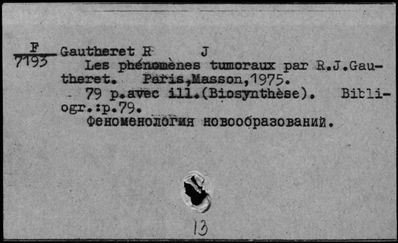 F
7193
Gautheret R J
Les phénomènes tumoraux par R.J.Gau-
theret. Paris,Masson,1975.
79 p.avec ill.(Biosynthèse). Bibli-
ogr.:p.79.
Феноменология новообразований.
13